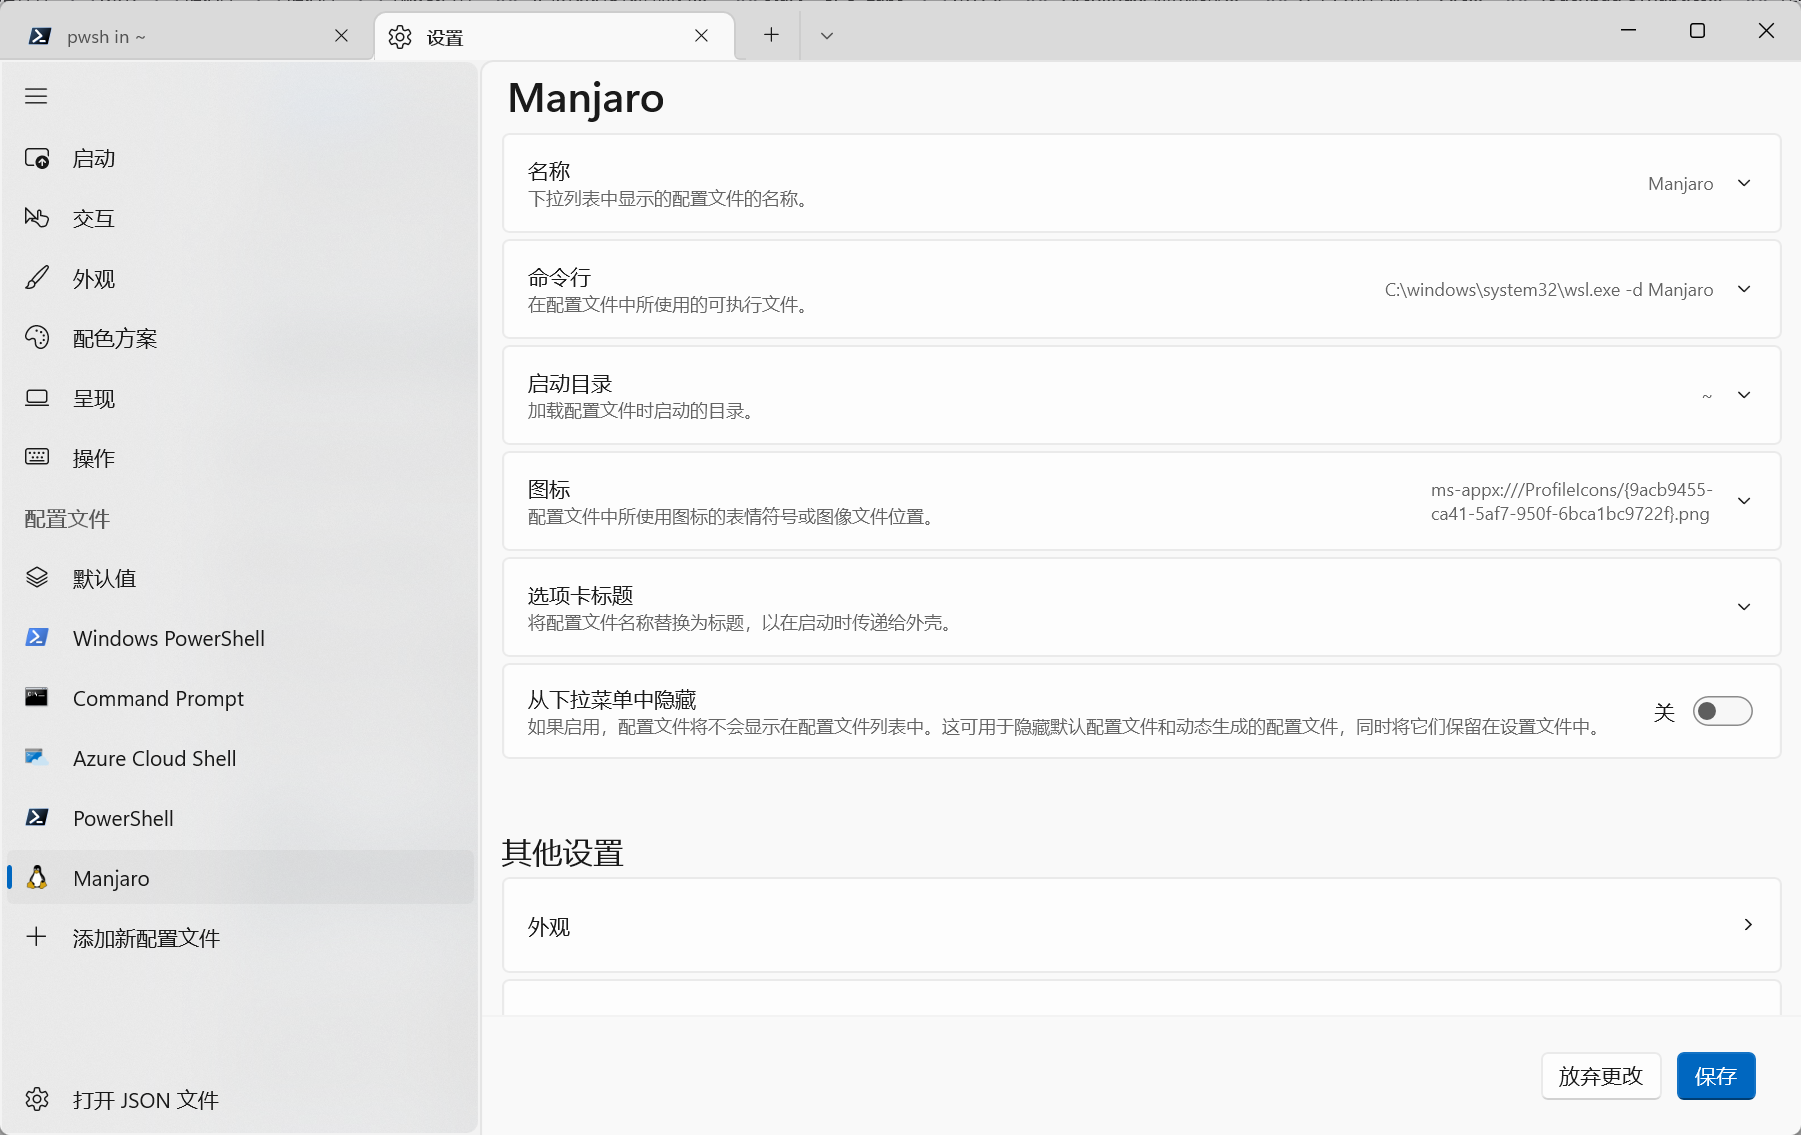 pwsh in ~
设置
启动
交互
外观
配色方案
呈现
操作
配置文件
默认值
Windows PowerShell
Command Prompt
Azure Cloud Shell
PowerShell
Manjaro
添加新配置文件
打开 JSON 文件
Manjaro
名称
下拉列表中显示的配置文件的名称。
Manjaro
命令行
在配置文件中所使用的可执行文件。
C:\windows\system32\wsl.exe -d Manjaro
启动目录
加载配置文件时启动的目录。
~
图标
配置文件中所使用图标的表情符号或图像文件位置。
ms-appx:///ProfileIcons/{9acb9455-
ca41-5af7-950f-6bca1bc9722f}.png
选项卡标题
将配置文件名称替换为标题，以在启动时传递给外壳。
从下拉菜单中隐藏
如果启用，配置文件将不会显示在配置文件列表中。这可用于隐藏默认配置文件和动态生成的配置文件，同时将它们保留在设置文件中。
关
其他设置
外观
放弃更改
保存